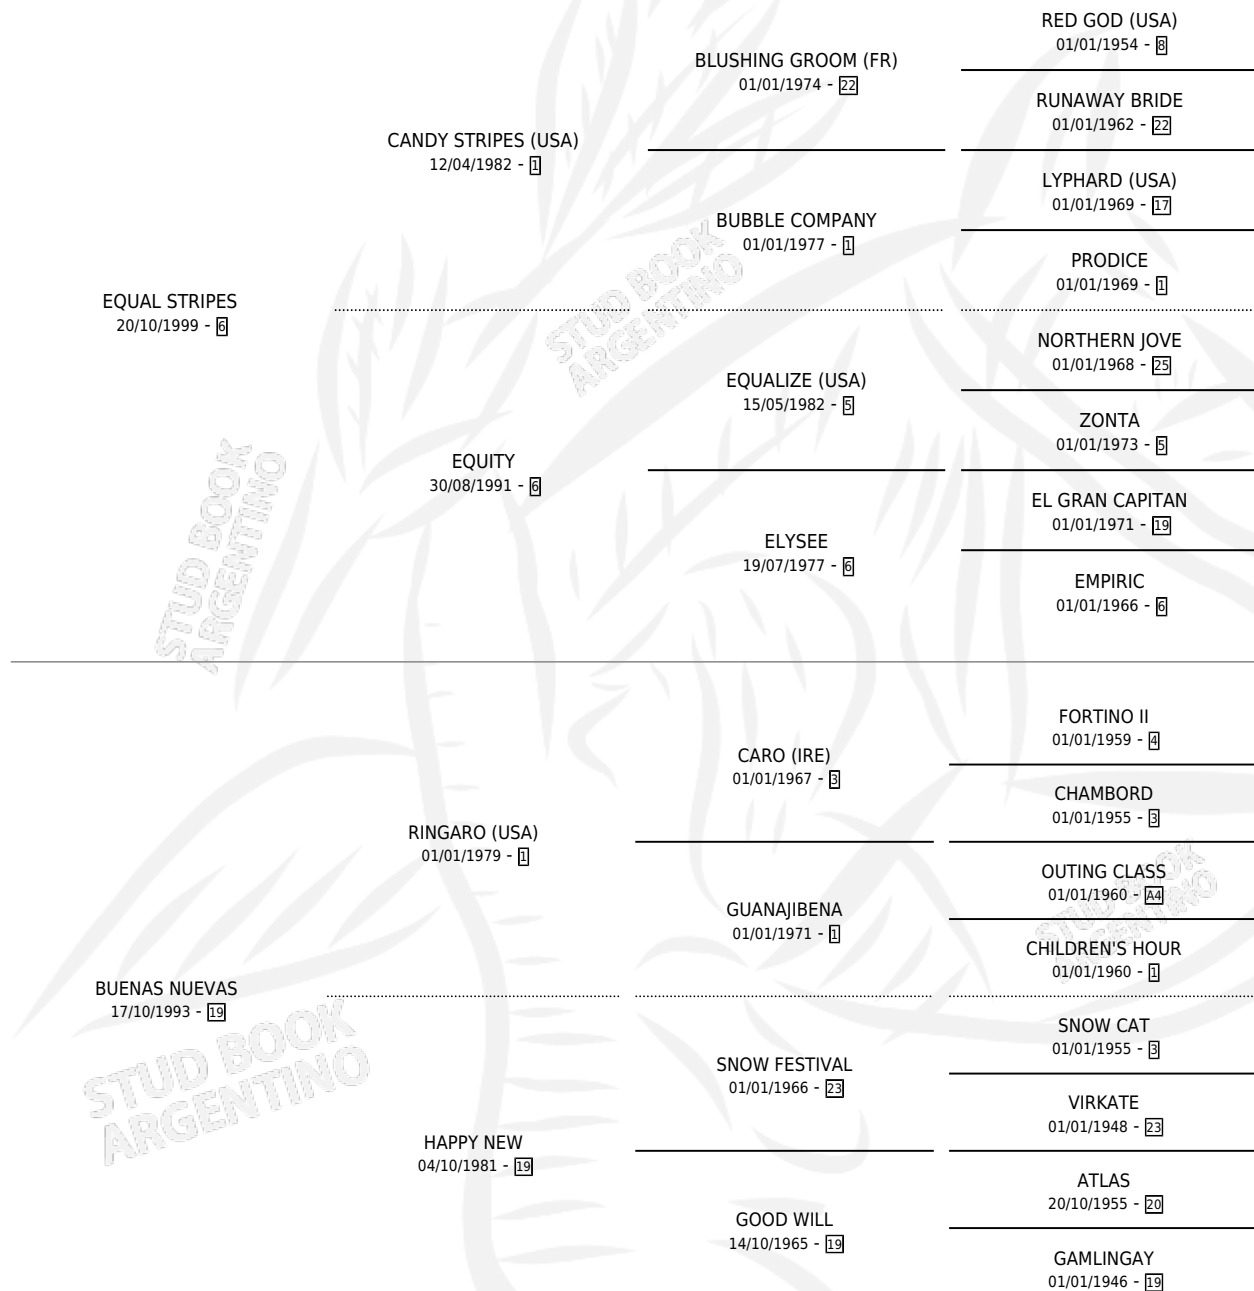 RED GOD (USA)
01/01/1954 - 8
BLUSHING GROOM (FR)
01/01/1974 - 22
RUNAWAY BRIDE
01/01/1962 - 22
CANDY STRIPES (USA)
12/04/1982 - 1
LYPHARD (USA)
01/01/1969 - 17
BUBBLE COMPANY
01/01/1977 - 1
PRODICE
01/01/1969 - 1
EQUAL STRIPES
20/10/1999 - 6
STUD BOOK
ARGENTINO
NORTHERN JOVE
01/01/1968 - 25
EQUALIZE (USA)
15/05/1982 - 5
ZONTA
01/01/1973 - 5
EQUITY
30/08/1991 - 6
EL GRAN CAPITAN
01/01/1971 - 19
ELYSEE
19/07/1977 - 6
EMPIRIC
01/01/1966 - 6
STUD BOOK
ARGENTINO
FORTINO II
01/01/1959 - 4
CARO (IRE)
01/01/1967 - 3
CHAMBORD
01/01/1955 - 3
RINGARO (USA)
01/01/1979 - 1
OUTING CLASS
01/01/1960 - A4
STUD BOOK
ARGENTINO
GUANAJIBENA
01/01/1971 - 1
CHILDREN'S HOUR
01/01/1960 - 1
BUENAS NUEVAS
17/10/1993 - 19
STUD BOOK
ARGENTINO
SNOW CAT
01/01/1955 - 3
SNOW FESTIVAL
01/01/1966 - 23
VIRKATE
01/01/1948 - 23
HAPPY NEW
04/10/1981 - 19
ATLAS
20/10/1955 - 20
GOOD WILL
14/10/1965 - 19
GAMLINGAY
01/01/1946 - 19